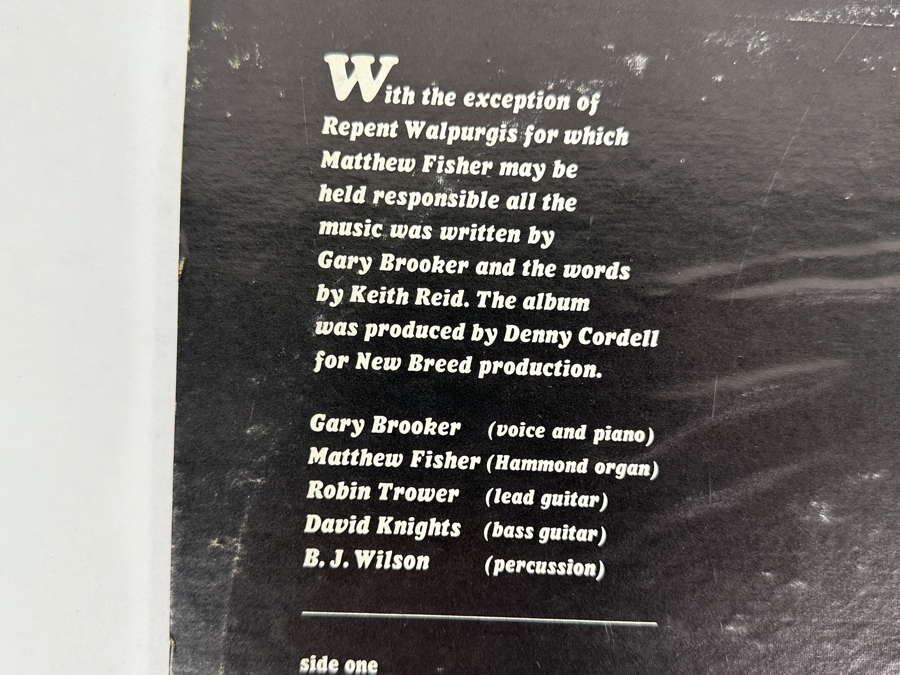 With the exception of
Repent Walpurgis for which
Matthew Fisher may be
held responsible all the
music was written by
Gary Brooker and the words
by Keith Reid. The album
was produced by Denny Cordell
for New Breed production.
Gary Brooker (voice and piano)
Matthew Fisher (Hammond organ)
Robin Trower (lead guitar)
David Knights (bass guitar)
B. J. Wilson (percussion)
side one